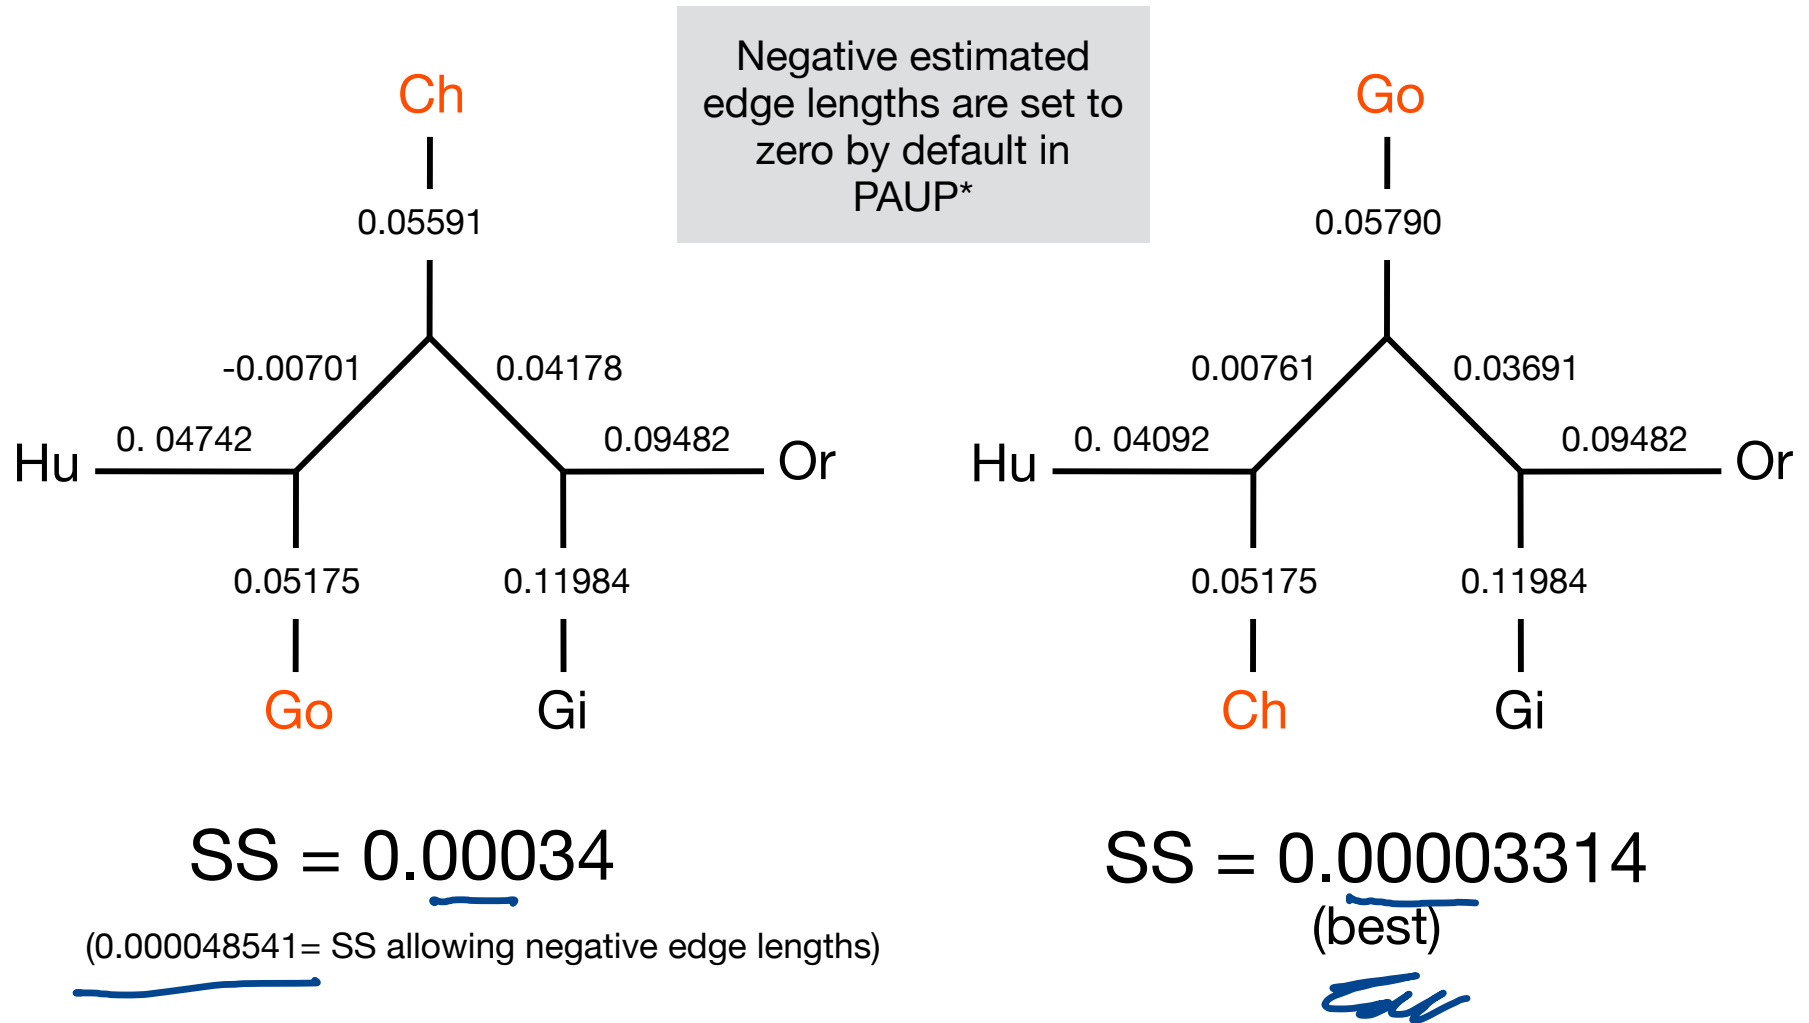 Negative estimated
edge lengths are set to
zero by default in
PAUP*
Ch
0.05591
-0.00701
0.04178
Hu
0. 04742
0.09482
Or
0.05175
0.11984
Go
Gi
SS = 0.00034
(0.000048541= SS allowing negative edge lengths)
Go
0.05790
0.00761
0.03691
Hu
0. 04092
0.09482
Or
0.05175
0.11984
Ch
Gi
SS = 0.00003314
(best)